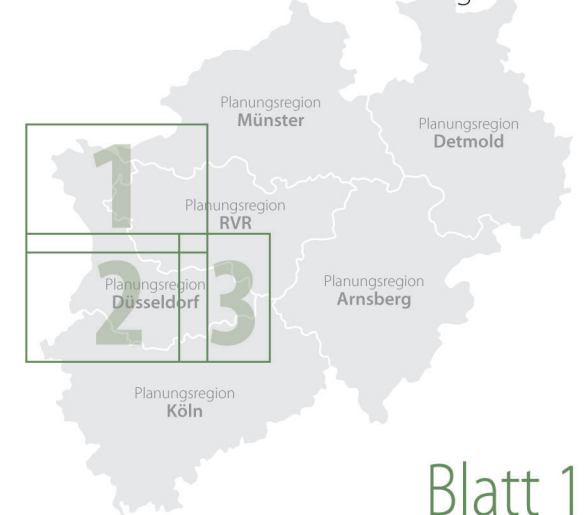 Planungsregion
Münster
Planungsregion
Detmold
1
Planungsregion
RVR
2
3
Planungsregion
Düsseldorf
Planungsregion
Arnsberg
Planungsregion
Köln
Blatt 1